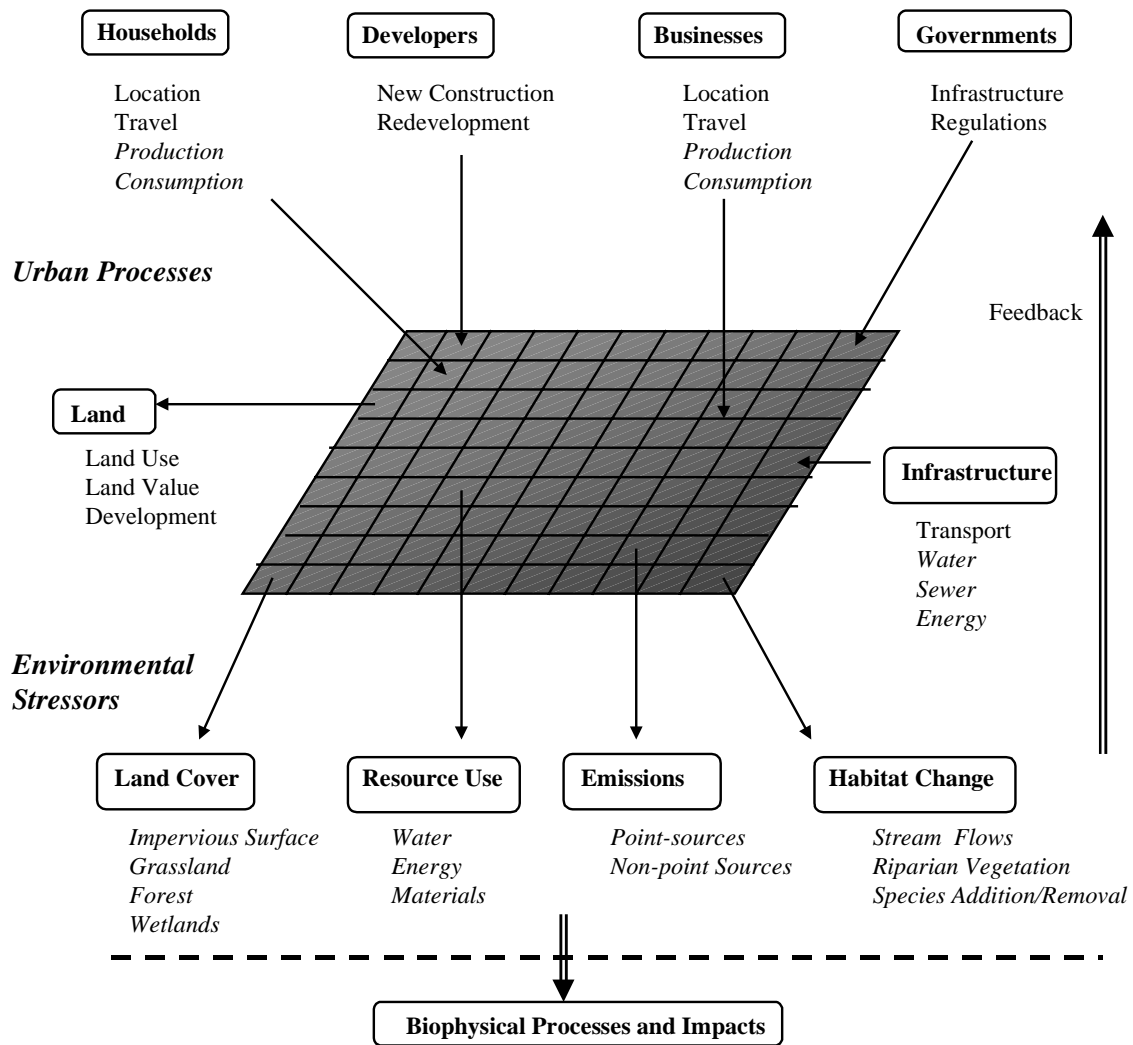 Households
Developers
Businesses
Governments
Location
Travel
Production
Consumption
New Construction
Redevelopment
Location
Travel
Production
Consumption
Infrastructure
Regulations
Urban Processes
Feedback
Land
Land Use
Land Value
Development
Infrastructure
Transport
Water
Sewer
Energy
Environmental
Stressors
Land Cover
Impervious Surface
Grassland
Forest
Wetlands
Resource Use
Water
Energy
Materials
Emissions
Point-sources
Non-point Sources
Habitat Change
Stream Flows
Riparian Vegetation
Species Addition/Removal
Biophysical Processes and Impacts